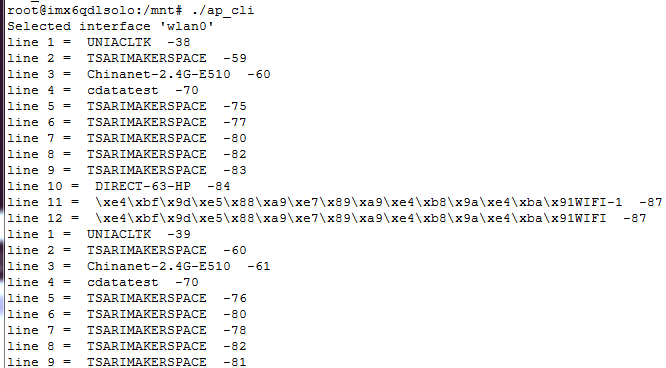 root@imx6qdlsolo:/mnt# ./ap_cli
Selected interface 'wlan0'
line 1 =  UNIACLTK  -38
line 2 =  TSARIMAKERSPACE  -59
line 3 =  Chinanet-2.4G-E510  -60
line 4 =  cdatatest  -70
line 5 =  TSARIMAKERSPACE  -75
line 6 =  TSARIMAKERSPACE  -77
line 7 =  TSARIMAKERSPACE  -80
line 8 =  TSARIMAKERSPACE  -82
line 9 =  TSARIMAKERSPACE  -83
line 10 =  DIRECT-63-HP  -84
line 11 =  \xe4\xbf\x9d\xe5\x88\xa9\xe7\x89\xa9\xe4\xb8\x9a\xe4\xba\x91WIFI-1  -87
line 12 =  \xe4\xbf\x9d\xe5\x88\xa9\xe7\x89\xa9\xe4\xb8\x9a\xe4\xba\x91WIFI  -87
line 1 =  UNIACLTK  -39
line 2 =  TSARIMAKERSPACE  -60
line 3 =  Chinanet-2.4G-E510  -61
line 4 =  cdatatest  -70
line 5 =  TSARIMAKERSPACE  -76
line 6 =  TSARIMAKERSPACE  -80
line 7 =  TSARIMAKERSPACE  -78
line 8 =  TSARIMAKERSPACE  -82
line 9 =  TSARIMAKERSPACE  -81